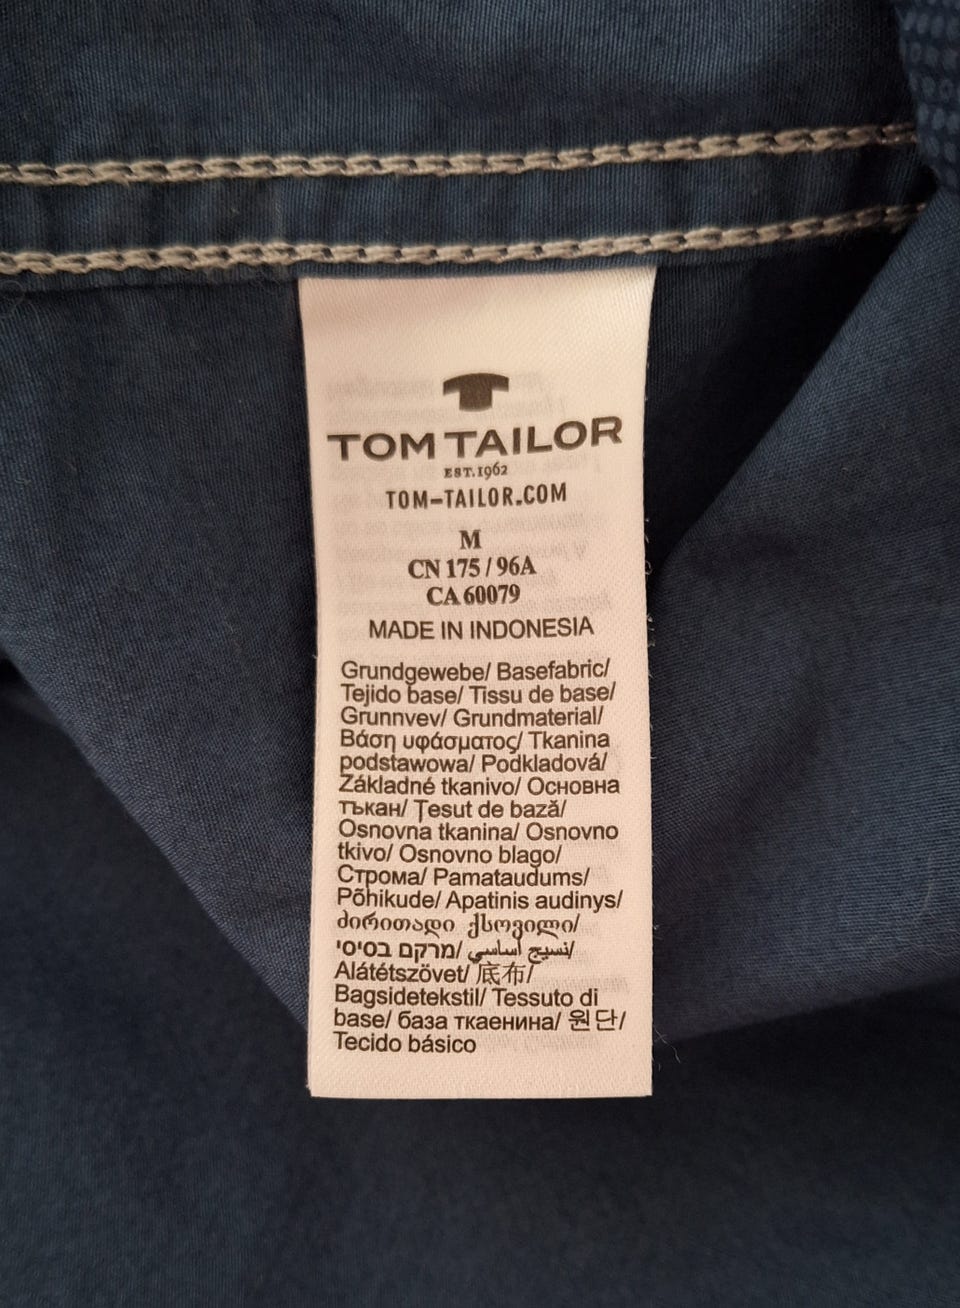 TOM TAILOR
EST.1962
TOM-TAILOR.COM
M
CN 175 / 96A
CA 60079
MADE IN INDONESIA
Grundgewebe/ Basefabric/
Tejido base/ Tissu de base/
Grunnvev/ Grundmaterial/
Βάση υφάσματος/ Tkanina
podstawowa/ Podkladová/
Základné tkanivo/ Основна
тъкан/ Țesut de bază/
Osnovna tkanina/ Osnovno
tkivo/ Osnovno blago/
Строма/ Pamataudums/
Põhikude/ Apatinis audinys/
ძირითადი ქსოვილი/
מרקם בסיסי/ نسيج أساسي/
Alátétszövet/ 底布/
Bagsidetekstil/ Tessuto di
base/ база ткаенина/ 원단/
Tecido básico